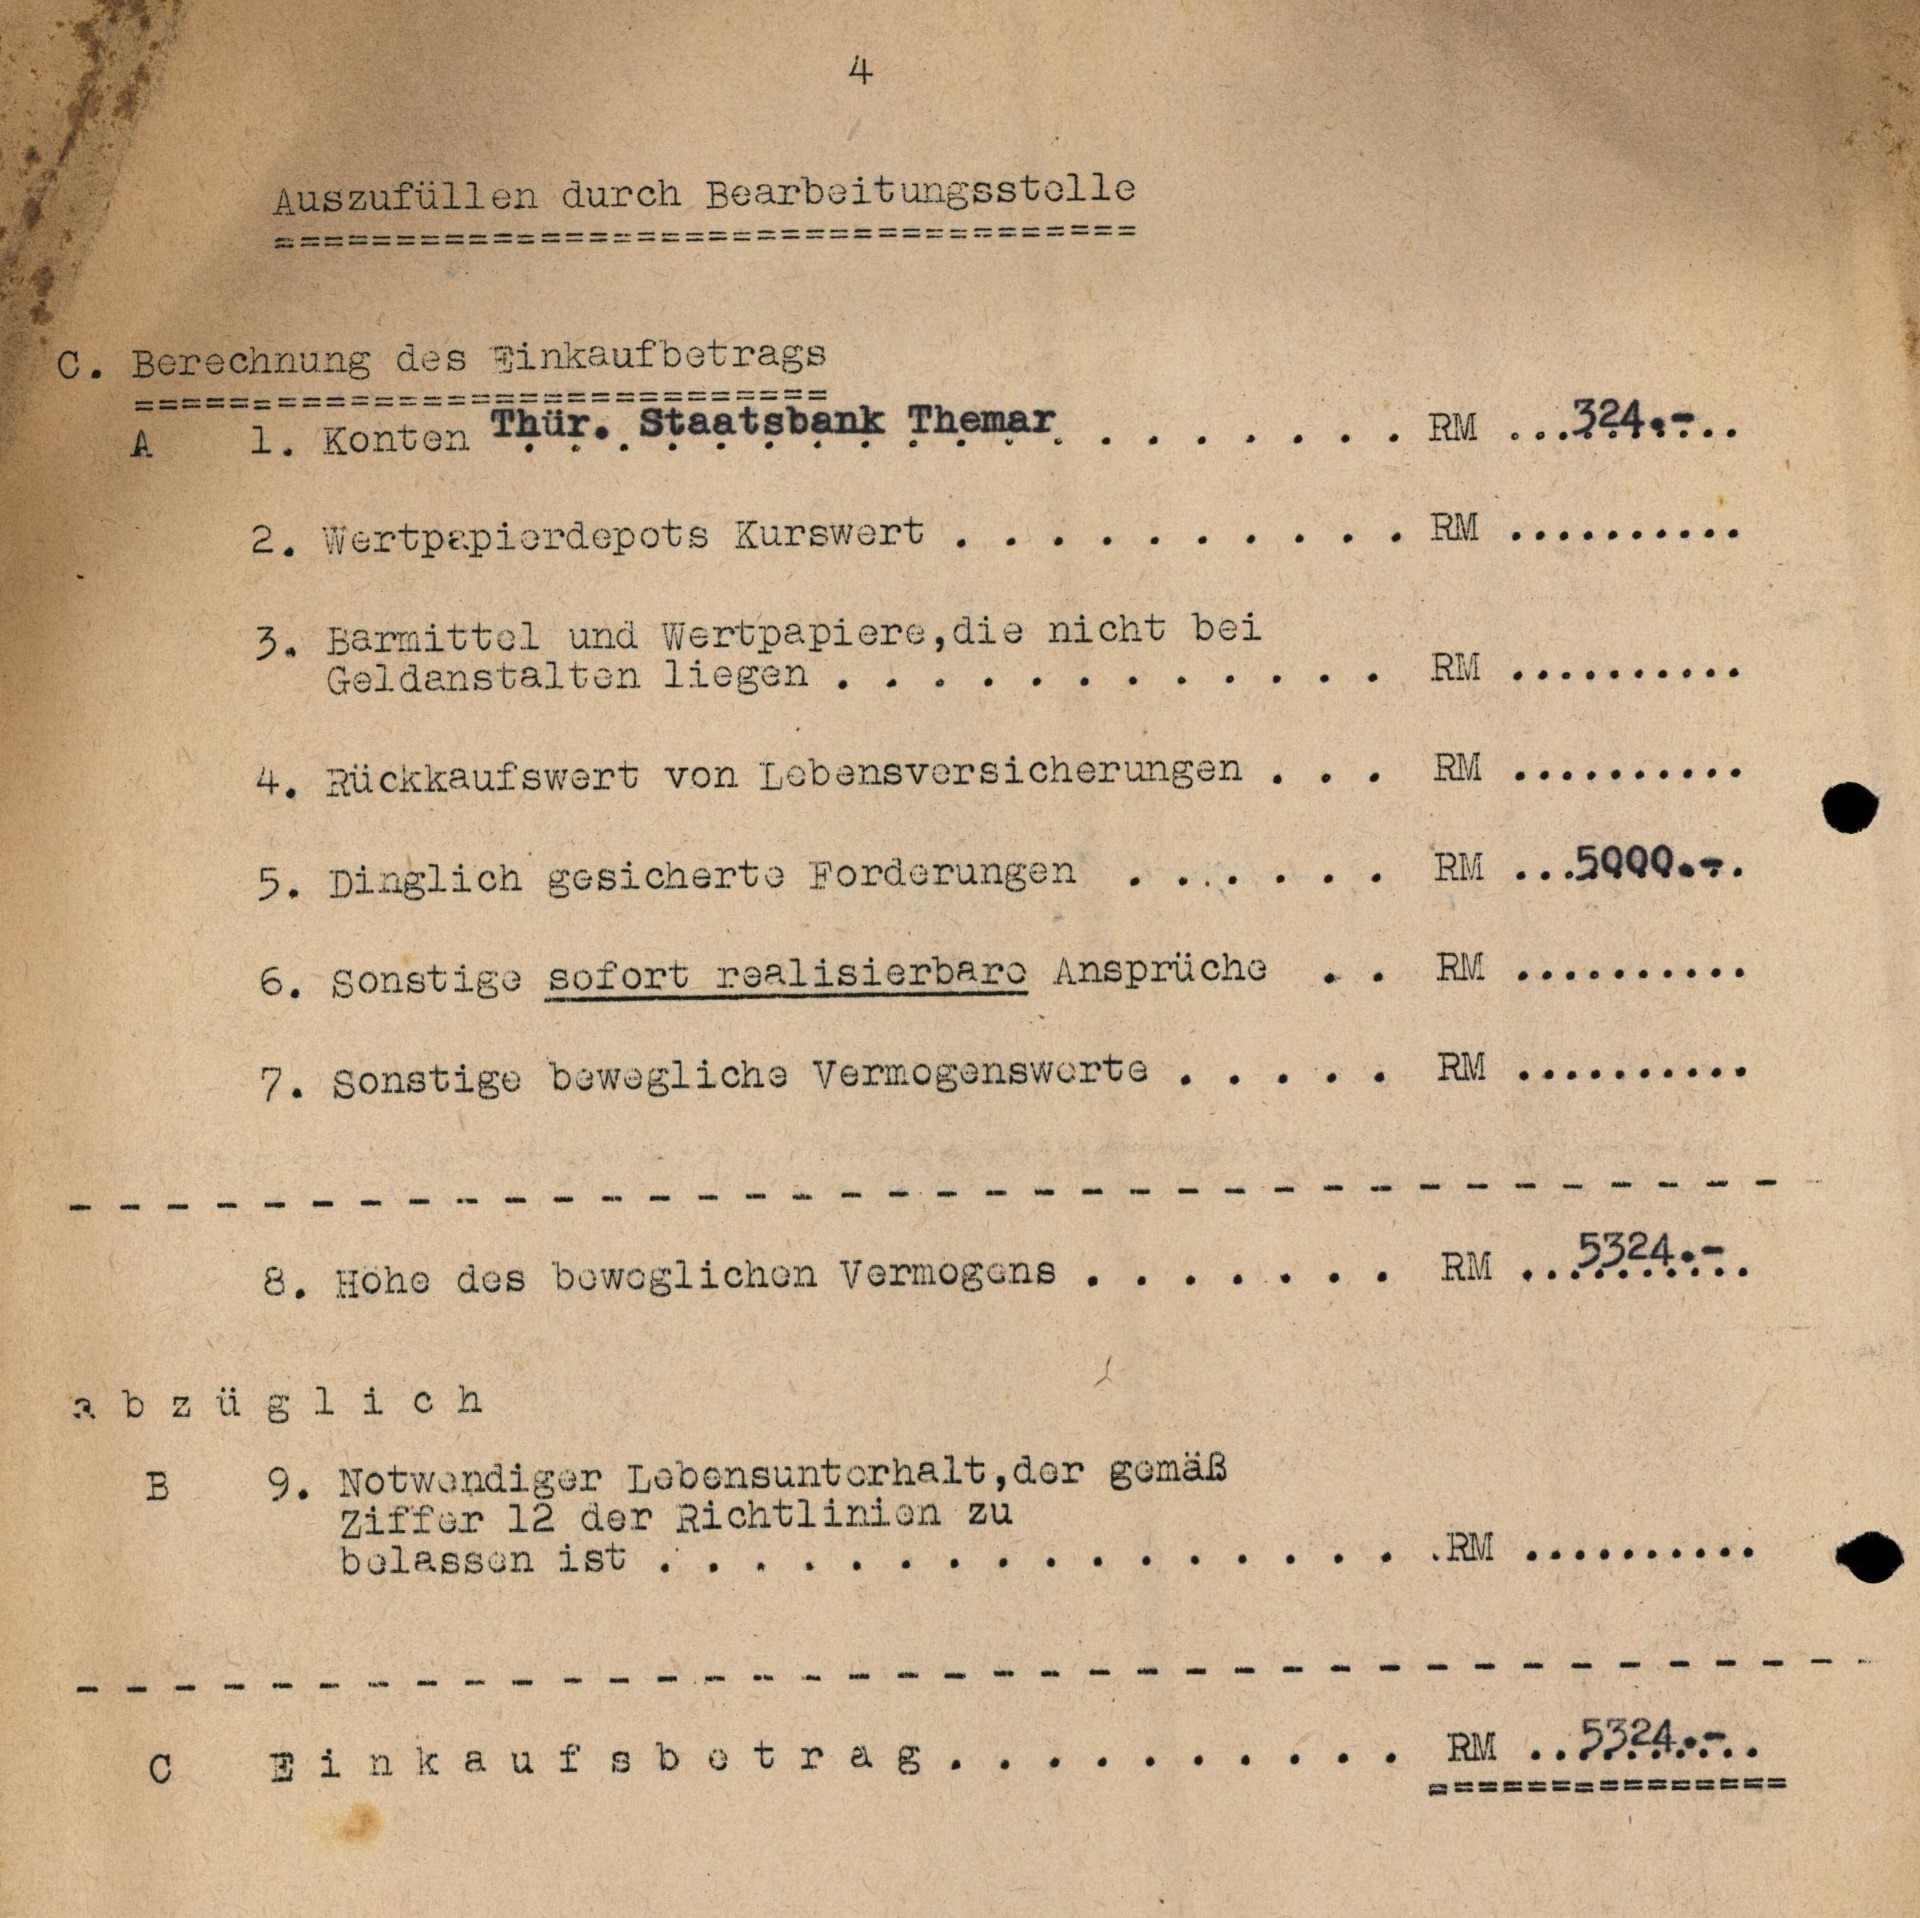 4
Auszufüllen durch Bearbeitungsstelle
====================================
C. Berechnung des Einkaufbetrags
=============================
A 1. Konten Thür. Staatsbank Themar . . . . . . . RM ...324.-..
2. Wertpapierdepots Kurswert . . . . . . . . . . RM ..........
3. Barmittel und Wertpapiere,die nicht bei
Geldanstalten liegen . . . . . . . . . . . . RM ..........
4. Rückkaufswert von Lebensversicherungen . . . RM ..........
5. Dinglich gesicherte Forderungen . . . . . . RM ...5000.-.
6. Sonstige sofort realisierbare Ansprüche . . RM ..........
7. Sonstige bewegliche Vermogenswerte . . . . . RM ..........
8. Hohe des beweglichen Vermogens . . . . . . . RM ..5324.-.
a b z ü g l i c h
B 9. Notwendiger Lebensunterhalt,der gemäß
Ziffer 12 der Richtlinien zu
belassen ist . . . . . . . . . . . . . . . . .RM ..........
C E i n k a u f s b e t r a g . . . . . . . . . . RM ..5324.-..
===============